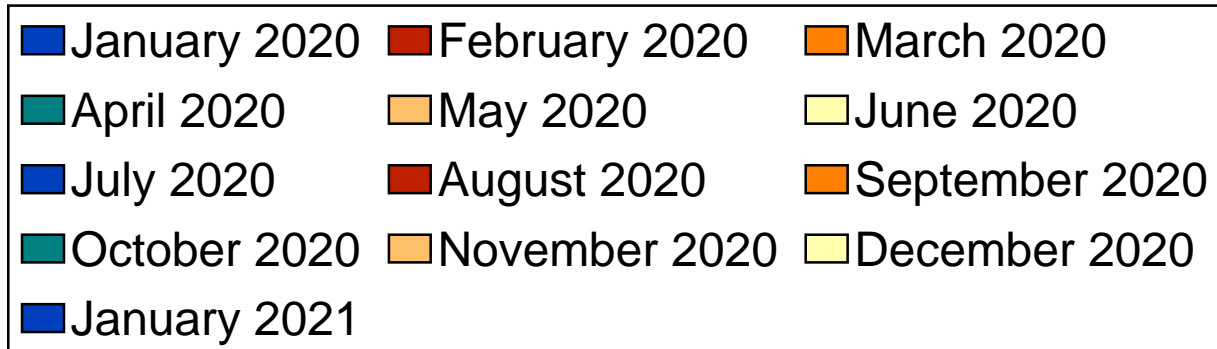 January 2020 February 2020 March 2020
April 2020 May 2020 June 2020
July 2020 August 2020 September 2020
October 2020 November 2020 December 2020
January 2021